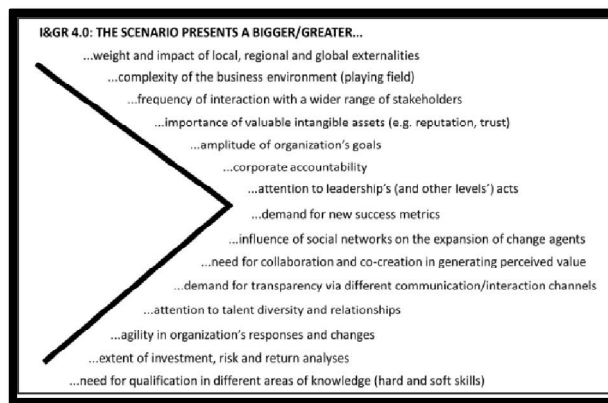 I&GR 4.0: THE SCENARIO PRESENTS A BIGGER/GREATER...
...weight and impact of local, regional and global externalities
...complexity of the business environment (playing field)
...frequency of interaction with a wider range of stakeholders
...importance of valuable intangible assets (e.g. reputation, trust)
...amplitude of organization's goals
...corporate accountability
...attention to leadership's (and other levels') acts
...demand for new success metrics
...influence of social networks on the expansion of change agents
...need for collaboration and co-creation in generating perceived value
...demand for transparency via different communication/interaction channels
...attention to talent diversity and relationships
...agility in organization's responses and changes
...extent of investment, risk and return analyses
...need for qualification in different areas of knowledge (hard and soft skills)